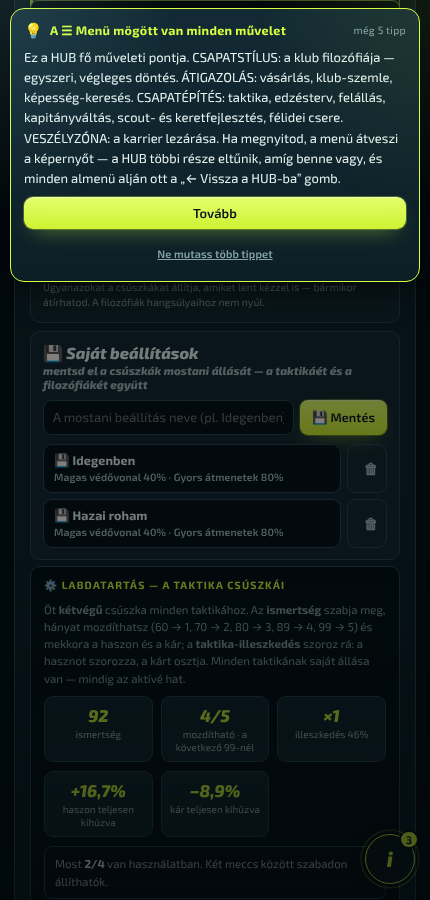 💡 A ☰ Menü mögött van minden művelet
még 5 tipp
Ez a HUB fő műveleti pontja. CSAPATSTÍLUS: a klub filozófiája —
egyszeri, végleges döntés. ÁTIGAZOLÁS: vásárlás, klub-szemle,
képesség-keresés. CSAPATÉPÍTÉS: taktika, edzésterv, felállás,
kapitányváltás, scout- és keretfejlesztés, félidei csere.
VESZÉLYZÓNA: a karrier lezárása. Ha megnyitod, a menü átveszi
a képernyőt — a HUB többi része eltűnik, amíg benne vagy, és
minden almenü alján ott a „← Vissza a HUB-ba" gomb.
Tovább
Ne mutass több tippet
Ugyanazokat a csúszkákat állítja, amiket lent kézzel is — bármikor
átírhatod. A filozófiák hangsúlyaihoz nem nyúl.
💾 Saját beállítások
mentsd el a csúszkák mostani állását — a taktikáét és a
filozófiákét együtt
A mostani beállítás neve (pl. Idegenben
💾 Mentés
💾 Idegenben
Magas védővonal 40% · Gyors átmenetek 80%
💾 Hazai roham
Magas védővonal 40% · Gyors átmenetek 80%
⚙️ LABDATARTÁS — A TAKTIKA CSÚSZKÁI
Öt kétvégű csúszka minden taktikához. Az ismertség szabja meg,
hányat mozdíthatsz (60 → 1, 70 → 2, 80 → 3, 89 → 4, 99 → 5) és
mekkora a haszon és a kár; a taktika-illeszkedés szoroz rá: a
hasznot szorozza, a kárt osztja. Minden taktikának saját állása
van — mindig az aktívé hat.
92
ismertség
4/5
mozdítható · a
következő 99-nél
×1
illeszkedés 46%
+16,7%
haszon teljesen
kihúzva
−8,9%
kár teljesen kihúzva
Most 2/4 van használatban. Két meccs között szabadon
állíthatók.
i
3